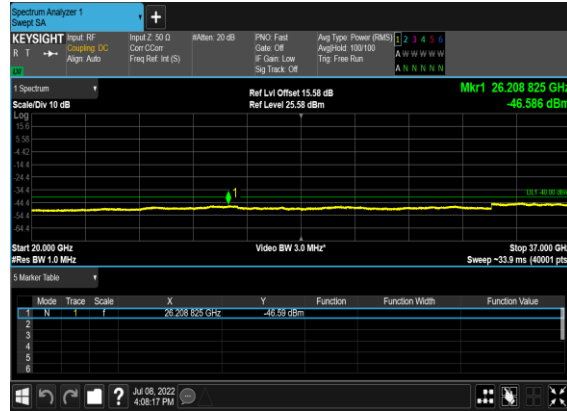 Spectrum Analyzer 1
Swept SA
+
KEYSIGHT Input: RF Input Z: 50 Ω #Atten: 20 dB PNO: Fast Avg Type: Power (RMS) 1 2 3 4 5 6
R T Coupling: DC Corr CCorr Gate: Off Avg|Hold: 100/100 A W W W W W
Align: Auto Freq Ref: Int (S) IF Gain: Low Trig: Free Run
Sig Track: Off A N N N N N
1 Spectrum Ref Lvl Offset 15.58 dB Mkr1 26.208 825 GHz
Scale/Div 10 dB Ref Level 25.58 dBm -46.586 dBm
Log
15.6
5.58
-4.42
-14.4
-24.4
-34.4 1 DL1 -40.00 dBm
-44.4
-54.4
-64.4
Start 20.000 GHz Video BW 3.0 MHz* Stop 37.000 GHz
#Res BW 1.0 MHz Sweep ~33.9 ms (40001 pts
5 Marker Table
Mode Trace Scale X Y Function Function Width Function Value
1 N 1 f 26.208 825 GHz -46.59 dBm
2
3
4
5
6
? Jul 08, 2022
4:08:17 PM